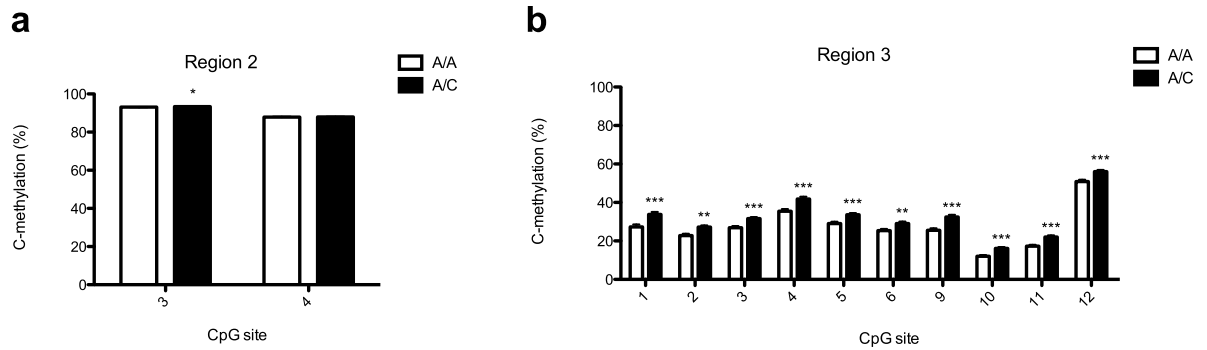 a
Region 2
A/A
A/C
C-methylation (%)
100
80
60
40
20
0
*
3
4
CpG site
b
Region 3
A/A
A/C
C-methylation (%)
100
80
60
40
20
0
*** ** *** *** *** ** *** *** *** ***
1 2 3 4 5 6 9 10 11 12
CpG site